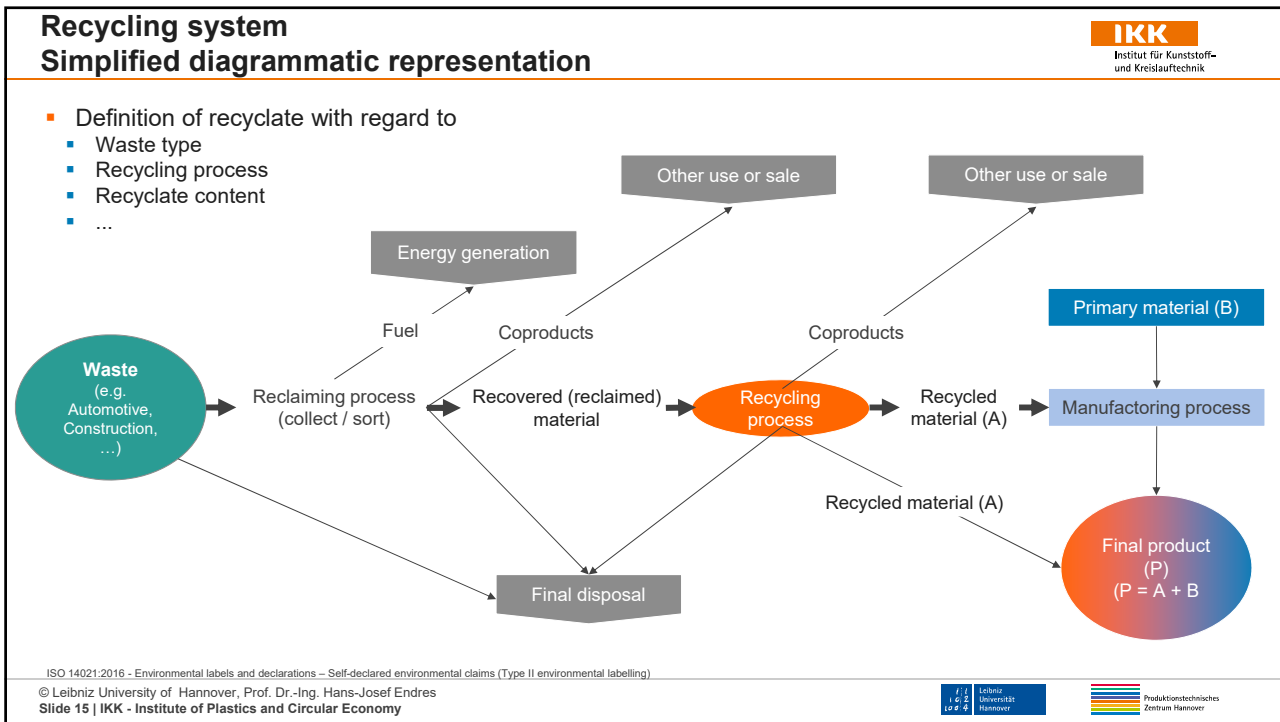 Recycling system
Simplified diagrammatic representation
IKK
Institut für Kunststoff-
und Kreislauftechnik
Definition of recyclate with regard to
Waste type
Recycling process
Recyclate content
...
Other use or sale
Other use or sale
Energy generation
Fuel
Coproducts
Coproducts
Primary material (B)
Waste
(e.g.
Automotive,
Construction,
…)
Reclaiming process
(collect / sort)
Recovered (reclaimed)
material
Recycling
process
Recycled
material (A)
Manufactoring process
Recycled material (A)
Final product
(P)
(P = A + B
Final disposal
ISO 14021:2016 - Environmental labels and declarations – Self-declared environmental claims (Type II environmental labelling)
© Leibniz University of Hannover, Prof. Dr.-Ing. Hans-Josef Endres
Slide 15 | IKK - Institute of Plastics and Circular Economy
Leibniz
Universität
Hannover
Produktionstechnisches
Zentrum Hannover